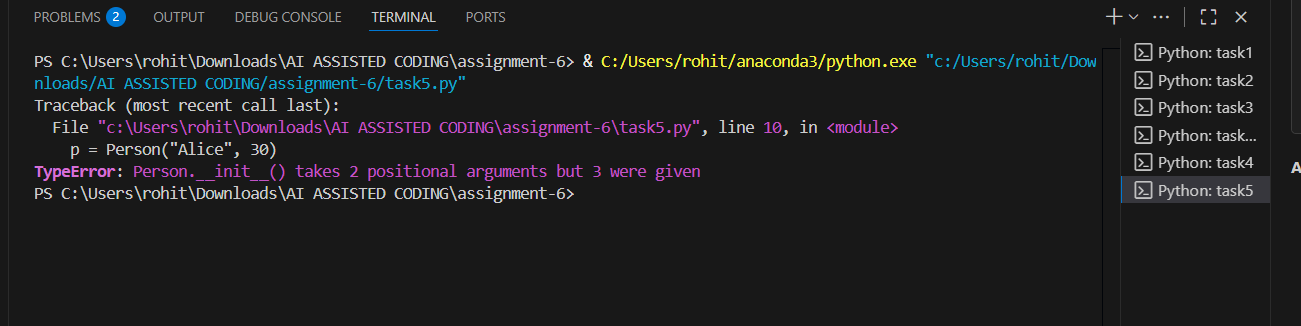 PROBLEMS 2 OUTPUT DEBUG CONSOLE TERMINAL PORTS
PS C:\Users\rohit\Downloads\AI ASSISTED CODING\assignment-6> & C:/Users/rohit/anaconda3/python.exe "c:/Users/rohit/Dow
nloads/AI ASSISTED CODING/assignment-6/task5.py"
Traceback (most recent call last):
  File "c:\Users\rohit\Downloads\AI ASSISTED CODING\assignment-6\task5.py", line 10, in <module>
    p = Person("Alice", 30)
TypeError: Person.__init__() takes 2 positional arguments but 3 were given
PS C:\Users\rohit\Downloads\AI ASSISTED CODING\assignment-6>
Python: task1
Python: task2
Python: task3
Python: task...
Python: task4
Python: task5
A